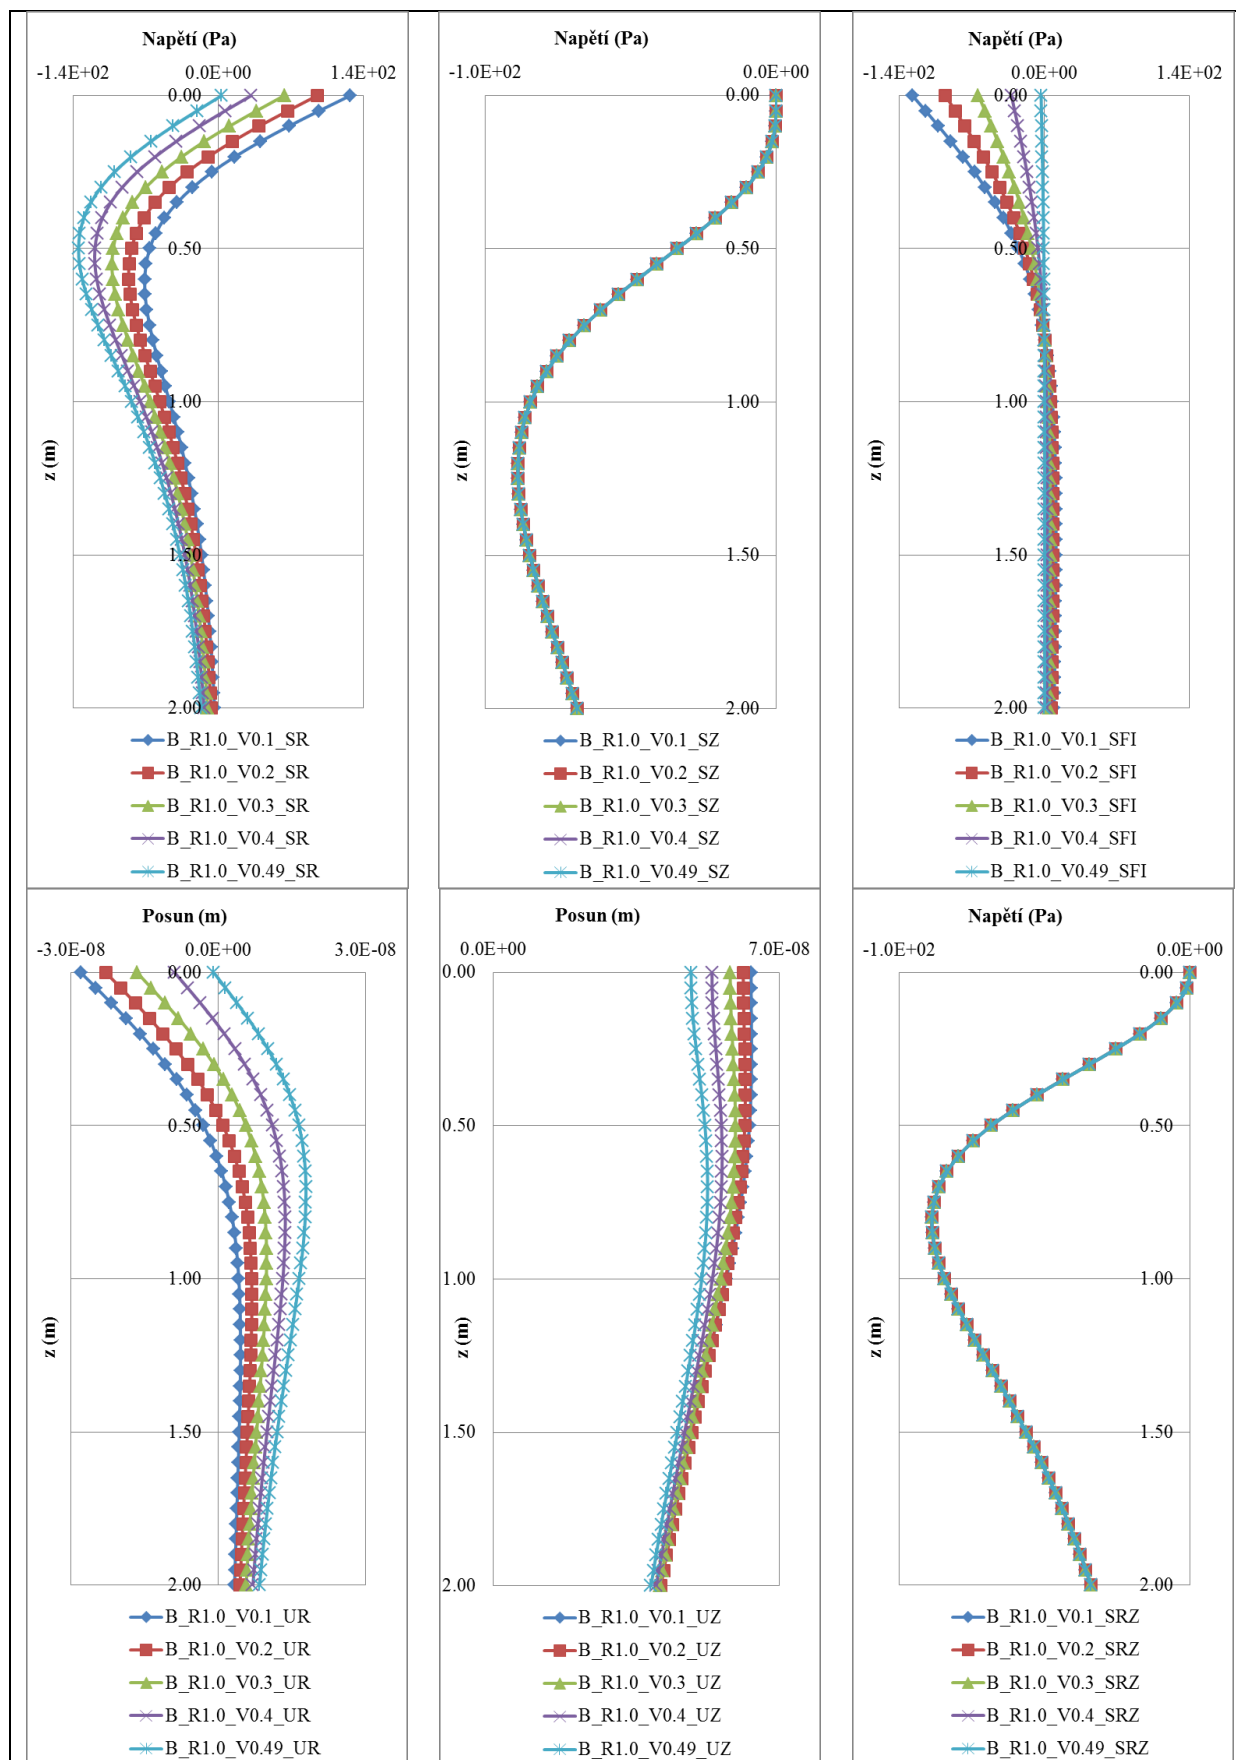 Napětí (Pa)
-1.4E+02 0.0E+00 1.4E+02
0.00
0.50
1.00
1.50
2.00
z (m)
B_R1.0_V0.1_SR
B_R1.0_V0.2_SR
B_R1.0_V0.3_SR
B_R1.0_V0.4_SR
B_R1.0_V0.49_SR
Napětí (Pa)
-1.0E+02 0.0E+00
0.00
0.50
1.00
1.50
2.00
z (m)
B_R1.0_V0.1_SZ
B_R1.0_V0.2_SZ
B_R1.0_V0.3_SZ
B_R1.0_V0.4_SZ
B_R1.0_V0.49_SZ
Napětí (Pa)
-1.4E+02 0.0E+00 1.4E+02
0.00
0.50
1.00
1.50
2.00
z (m)
B_R1.0_V0.1_SFI
B_R1.0_V0.2_SFI
B_R1.0_V0.3_SFI
B_R1.0_V0.4_SFI
B_R1.0_V0.49_SFI
Posun (m)
-3.0E-08 0.0E+00 3.0E-08
0.00
0.50
1.00
1.50
2.00
z (m)
B_R1.0_V0.1_UR
B_R1.0_V0.2_UR
B_R1.0_V0.3_UR
B_R1.0_V0.4_UR
B_R1.0_V0.49_UR
Posun (m)
0.0E+00 7.0E-08
0.00
0.50
1.00
1.50
2.00
z (m)
B_R1.0_V0.1_UZ
B_R1.0_V0.2_UZ
B_R1.0_V0.3_UZ
B_R1.0_V0.4_UZ
B_R1.0_V0.49_UZ
Napětí (Pa)
-1.0E+02 0.0E+00
0.00
0.50
1.00
1.50
2.00
z (m)
B_R1.0_V0.1_SRZ
B_R1.0_V0.2_SRZ
B_R1.0_V0.3_SRZ
B_R1.0_V0.4_SRZ
B_R1.0_V0.49_SRZ